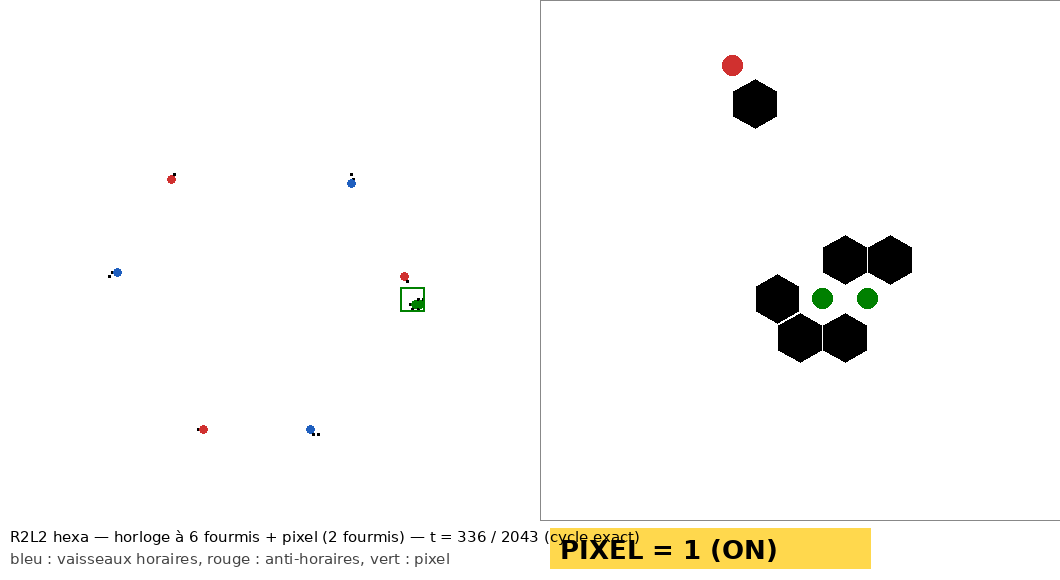 R2L2 hexa — horloge à 6 fourmis + pixel (2 fourmis) — t = 336 / 2043 (cycle exact)
PIXEL = 1 (ON)
bleu : vaisseaux horaires, rouge : anti-horaires, vert : pixel